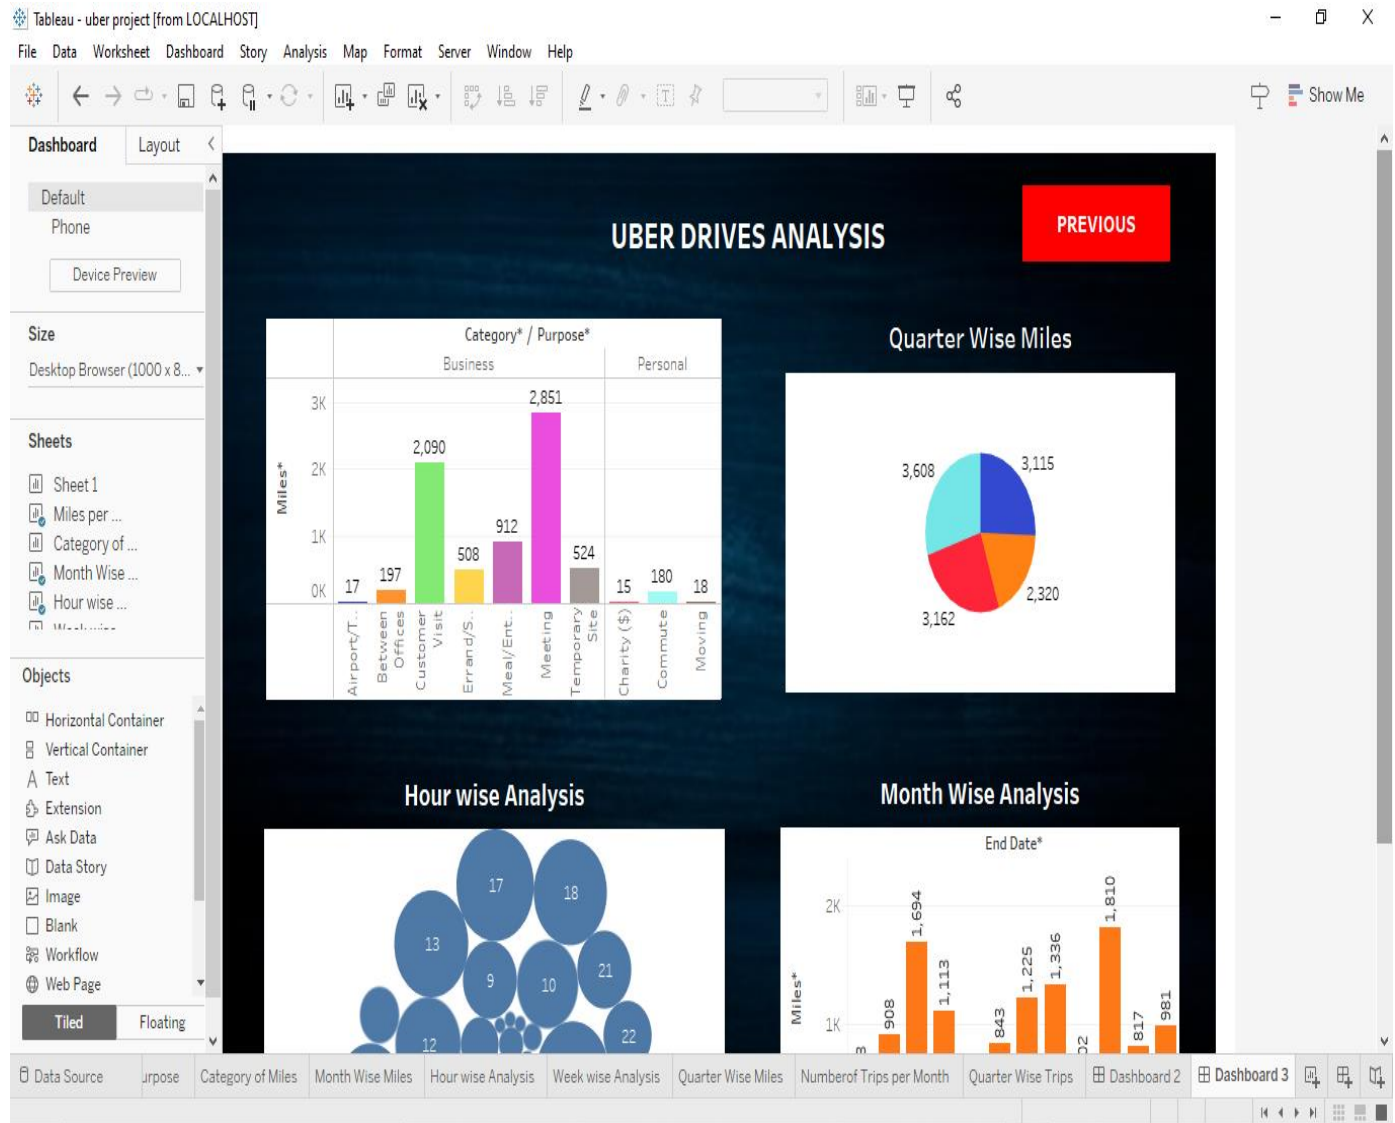 Tableau - uber project [from LOCALHOST]
File Data Worksheet Dashboard Story Analysis Map Format Server Window Help
Show Me
Dashboard Layout
Default
Phone
Device Preview
Size
Desktop Browser (1000 x 8...
Sheets
Sheet 1
Miles per ...
Category of ...
Month Wise ...
Hour wise ...
Objects
Horizontal Container
Vertical Container
Text
Extension
Ask Data
Data Story
Image
Blank
Workflow
Web Page
Tiled Floating
UBER DRIVES ANALYSIS
PREVIOUS
Category* / Purpose*
Business Personal
Miles*
3K
2K
1K
0K
17
197
2,090
508
912
2,851
524
15
180
18
Airport/T..
Between Offices
Customer Visit
Errand/S..
Meal/Ent..
Meeting
Temporary Site
Charity ($)
Commute
Moving
Quarter Wise Miles
3,608
3,115
3,162
2,320
Hour wise Analysis
17
18
13
9
10
21
12
22
Month Wise Analysis
End Date*
Miles*
2K
1K
908
1,694
1,113
843
1,225
1,336
1,810
817
981
Data Source urpose Category of Miles Month Wise Miles Hour wise Analysis Week wise Analysis Quarter Wise Miles Numberof Trips per Month Quarter Wise Trips Dashboard 2 Dashboard 3